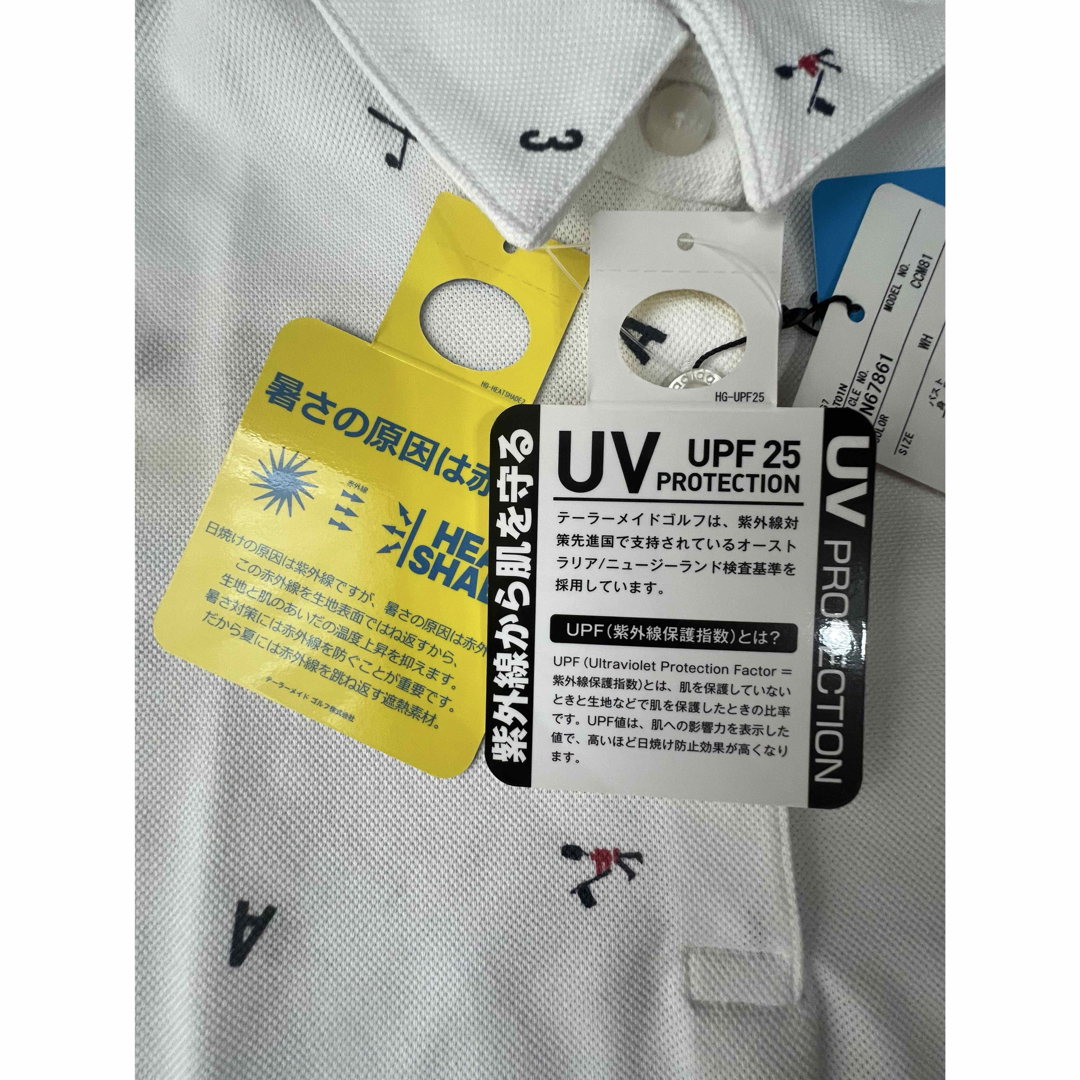 3
A
A
HG-HEATSHADE2
暑さの原因は赤
赤外線
HEA
SHAD
日焼けの原因は紫外線ですが、暑さの原因は赤外
この赤外線を生地表面ではね返すから、
生地と肌のあいだの温度上昇を抑えます。
暑さ対策には赤外線を防ぐことが重要です。
だから夏には赤外線を跳ね返す遮熱素材。
テーラーメイド ゴルフ株式会社
HG-UPF25
紫外線から肌を守る
UV UPF 25
PROTECTION
テーラーメイドゴルフは、紫外線対
策先進国で支持されているオースト
ラリア/ニュージーランド検査基準を
採用しています。
UPF(紫外線保護指数)とは?
UPF(Ultraviolet Protection Factor =
紫外線保護指数)とは、肌を保護していない
ときと生地などで肌を保護したときの比率
です。UPF値は、肌への影響力を表示した
値で、高いほど日焼け防止効果が高くなり
ます。
UV PROTECTION
MODEL NO.
CCM81
CLE NO.
N67861
COLOR
WH
SIZE